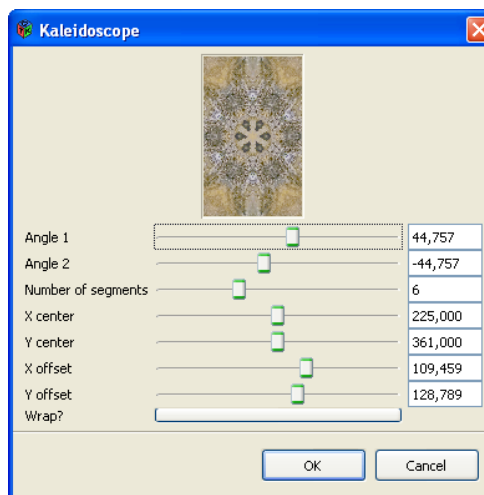 Kaleidoscope
Angle 1 44,757
Angle 2 -44,757
Number of segments 6
X center 225,000
Y center 361,000
X offset 109,459
Y offset 128,789
Wrap?
OK Cancel